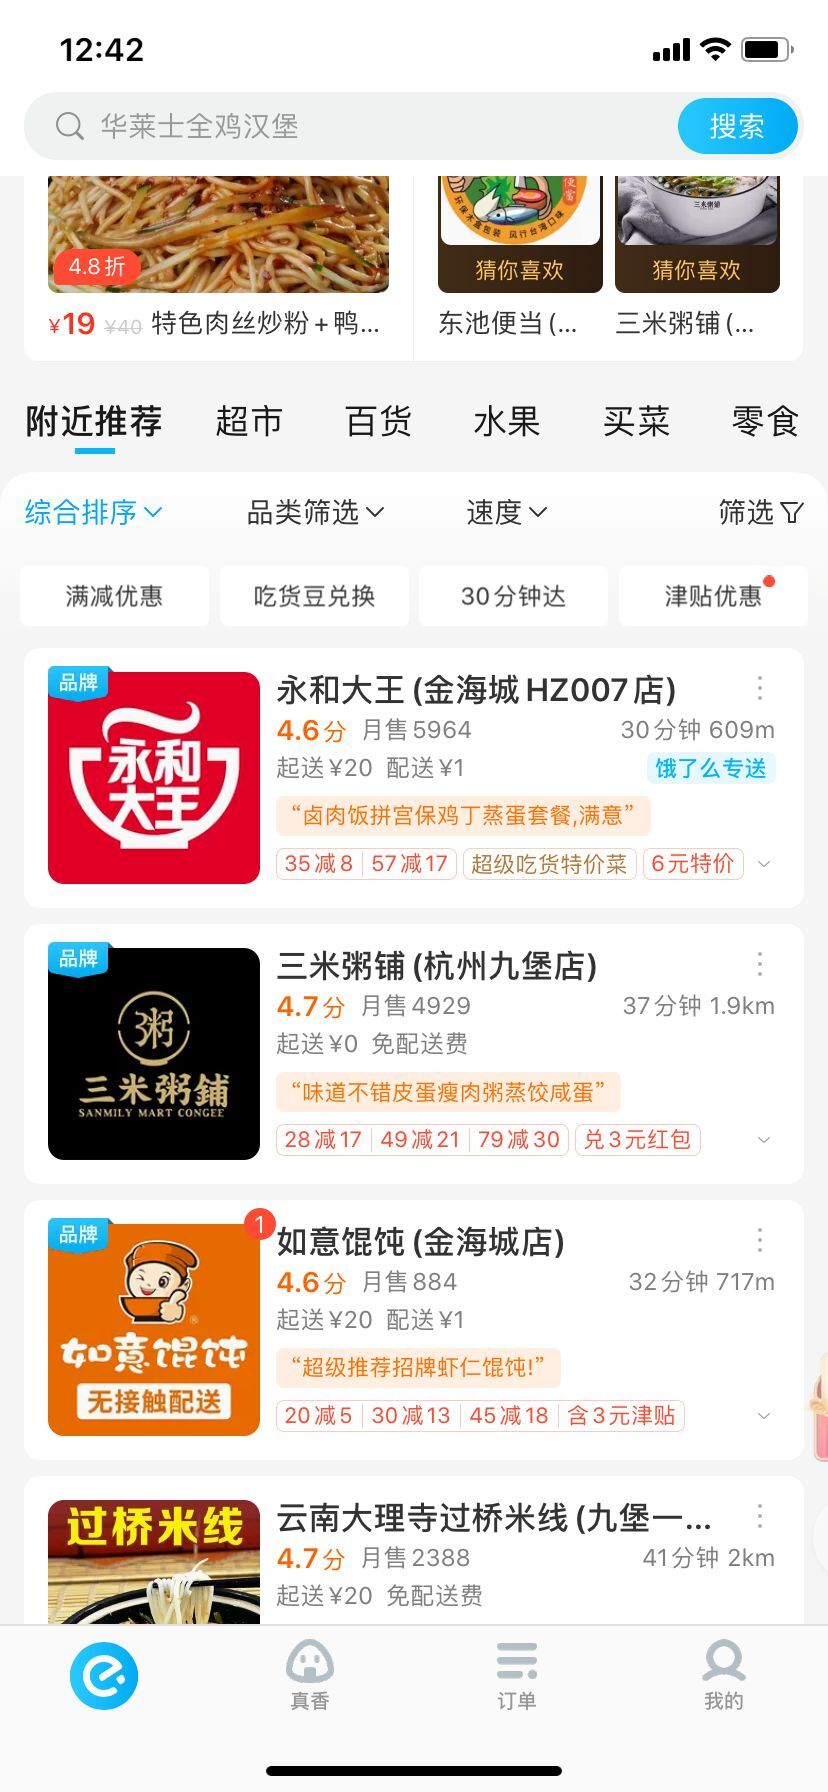 12:42
华莱士全鸡汉堡
搜索
4.8折
¥19 ¥40 特色肉丝炒粉+鸭...
便當
环保木盒包装 风行台湾口味
猜你喜欢
东池便当(...
三米粥铺
猜你喜欢
三米粥铺(...
附近推荐 超市 百货 水果 买菜 零食
综合排序 品类筛选 速度 筛选
满减优惠 吃货豆兑换 30分钟达 津贴优惠
品牌
永和
大王
永和大王(金海城HZ007店)
4.6分 月售5964 30分钟 609m
起送¥20 配送¥1 饿了么专送
“卤肉饭拼宫保鸡丁蒸蛋套餐,满意”
35减8 57减17 超级吃货特价菜 6元特价
品牌
粥
三米粥鋪
SANMILY MART CONGEE
三米粥铺(杭州九堡店)
4.7分 月售4929 37分钟 1.9km
起送¥0 免配送费
“味道不错皮蛋瘦肉粥蒸饺咸蛋”
28减17 49减21 79减30 兑3元红包
品牌
1
®
如意馄饨
无接触配送
如意馄饨(金海城店)
4.6分 月售884 32分钟 717m
起送¥20 配送¥1
“超级推荐招牌虾仁馄饨!”
20减5 30减13 45减18 含3元津贴
过桥米线
云南大理寺过桥米线(九堡一...
4.7分 月售2388 41分钟 2km
起送¥20 免配送费
真香 订单 我的